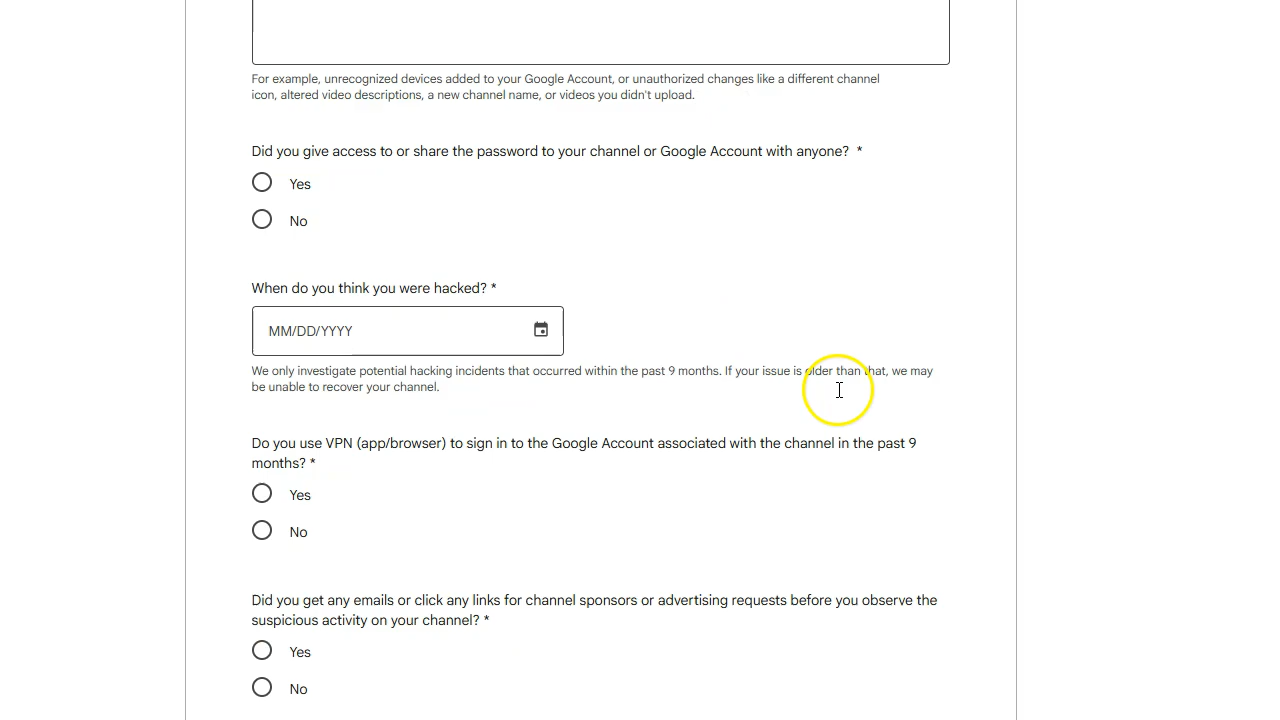 For example, unrecognized devices added to your Google Account, or unauthorized changes like a different channel
icon, altered video descriptions, a new channel name, or videos you didn't upload.
Did you give access to or share the password to your channel or Google Account with anyone? *
Yes
No
When do you think you were hacked? *
MM/DD/YYYY
We only investigate potential hacking incidents that occurred within the past 9 months. If your issue is older than that, we may
be unable to recover your channel.
Do you use VPN (app/browser) to sign in to the Google Account associated with the channel in the past 9
months? *
Yes
No
Did you get any emails or click any links for channel sponsors or advertising requests before you observe the
suspicious activity on your channel? *
Yes
No